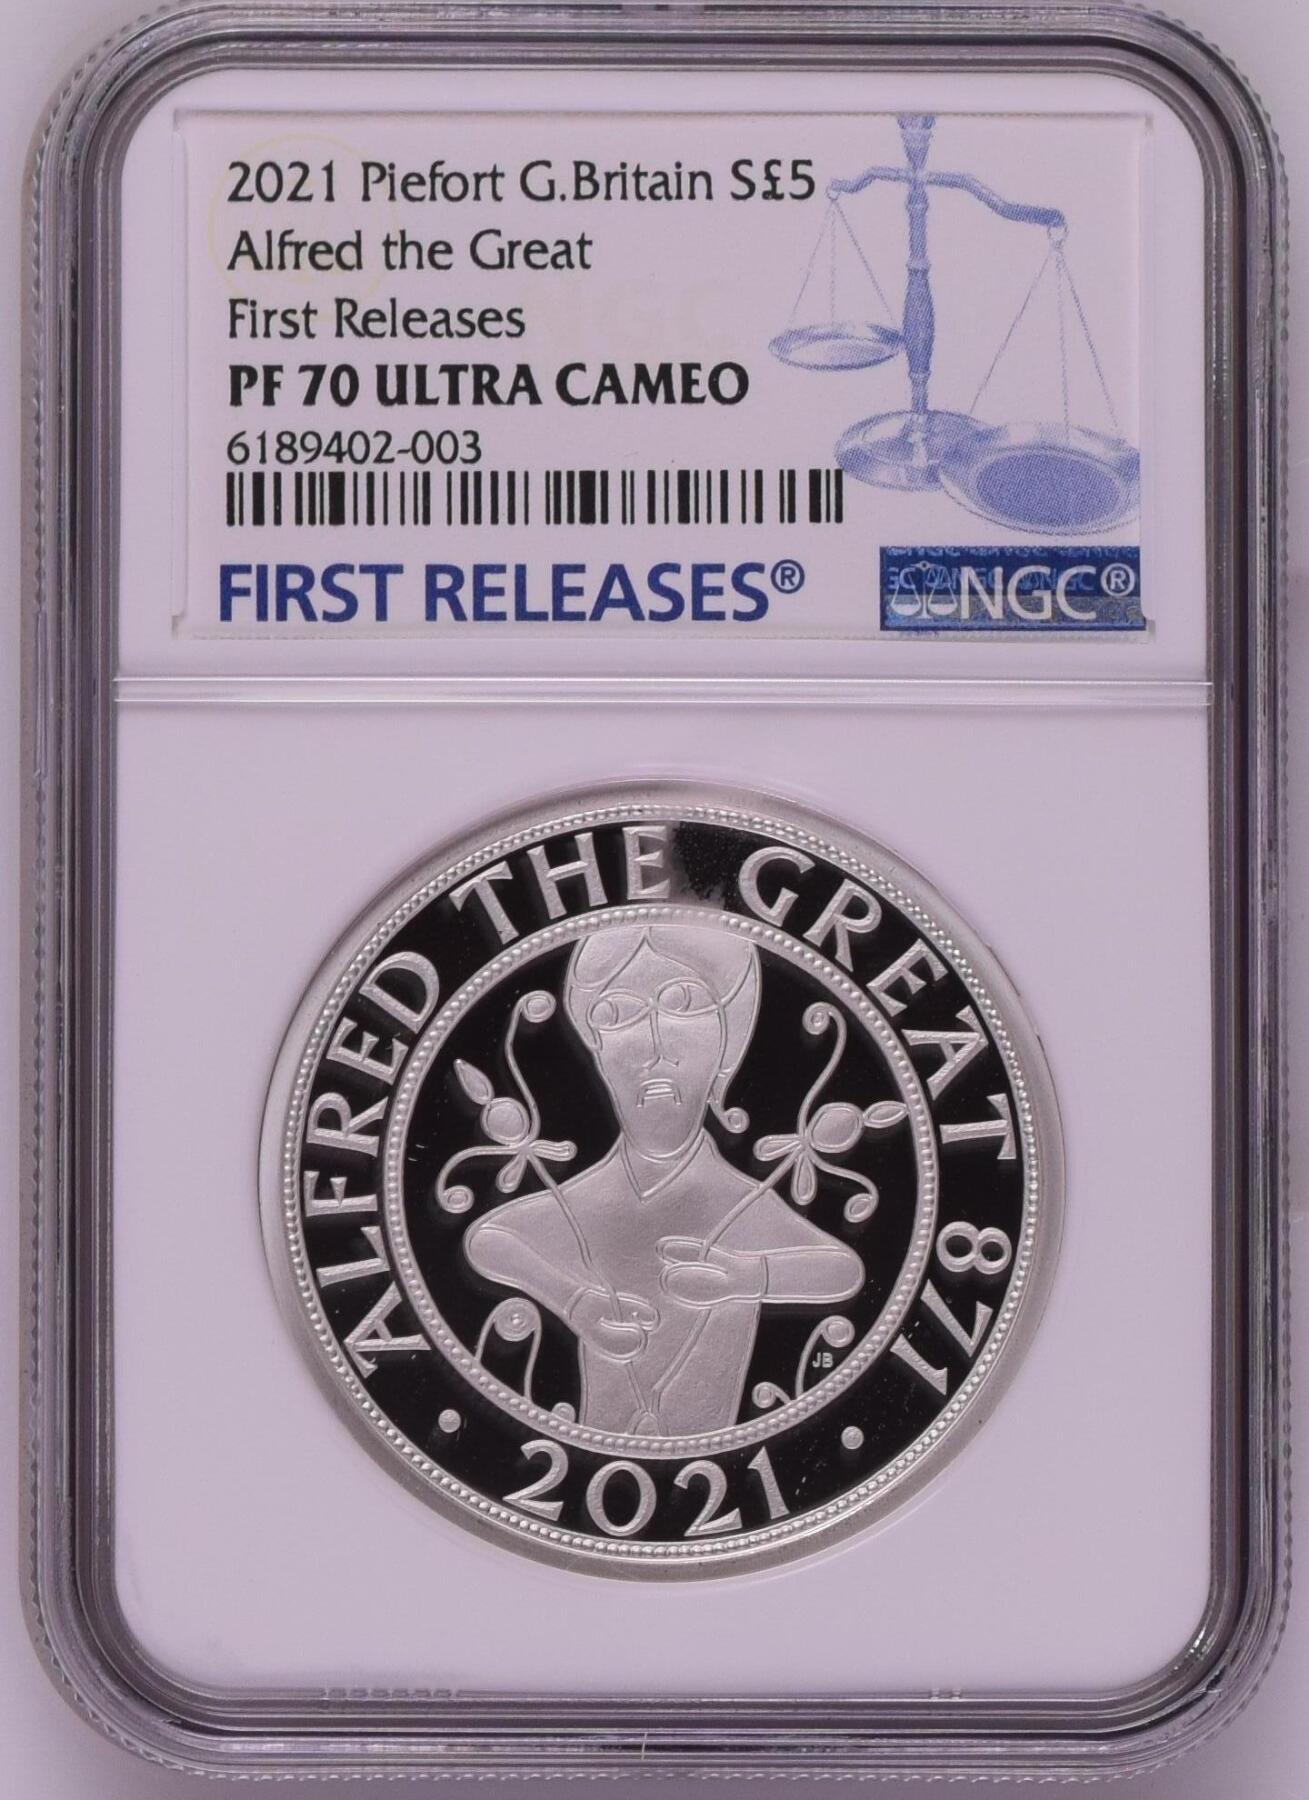 2021 Piefort G.Britain S£5
Alfred the Great
First Releases
PF 70 ULTRA CAMEO
6189402-003
FIRST RELEASES®
NGC®
ALFRED THE GREAT 871
· 2021 ·
JB